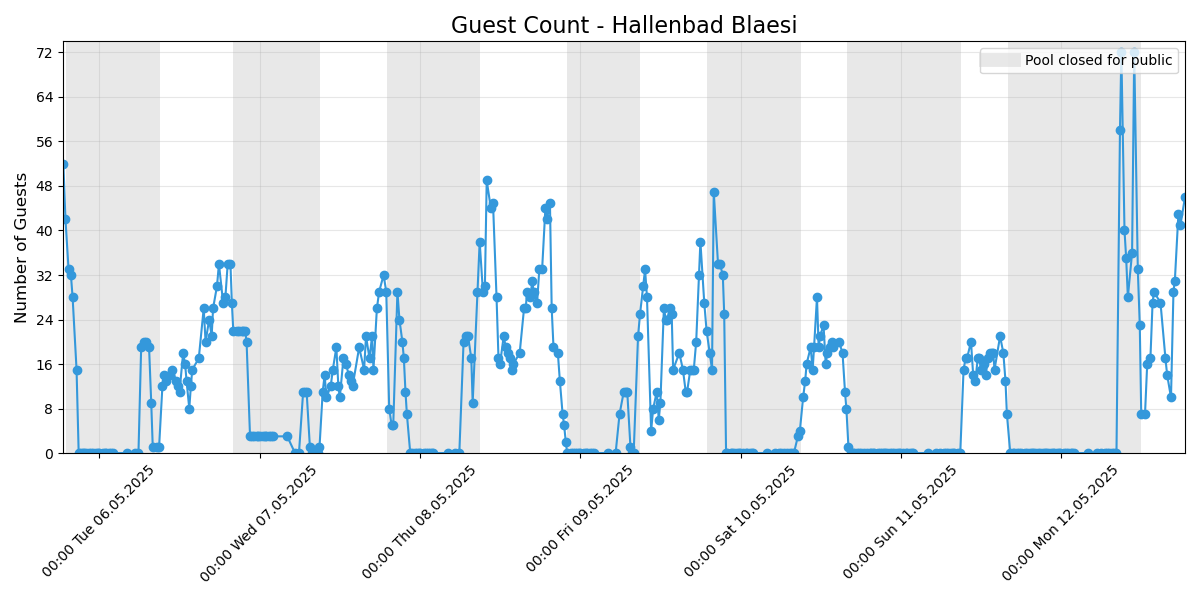 Guest Count - Hallenbad Blaesi
Pool closed for public
Number of Guests
72
64
56
48
40
32
24
16
8
0
00:00 Tue 06.05.2025
00:00 Wed 07.05.2025
00:00 Thu 08.05.2025
00:00 Fri 09.05.2025
00:00 Sat 10.05.2025
00:00 Sun 11.05.2025
00:00 Mon 12.05.2025